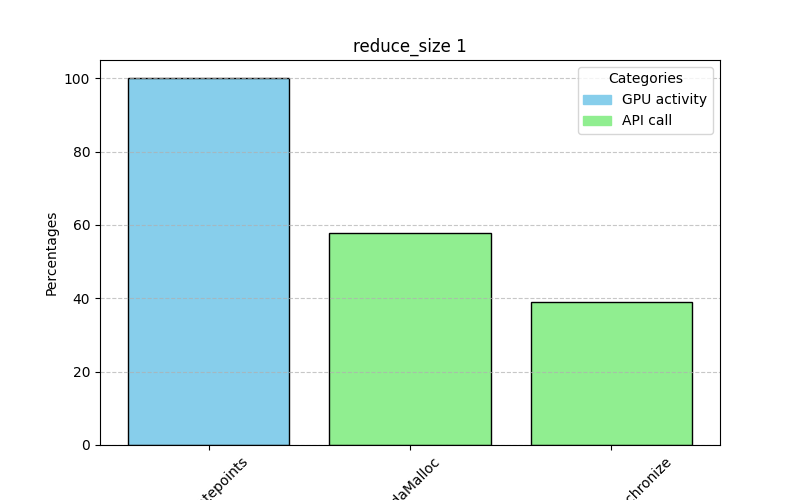 reduce_size 1
Categories
GPU activity
API call
Percentages
100
80
60
40
20
0
tepoints
daMalloc
chronize